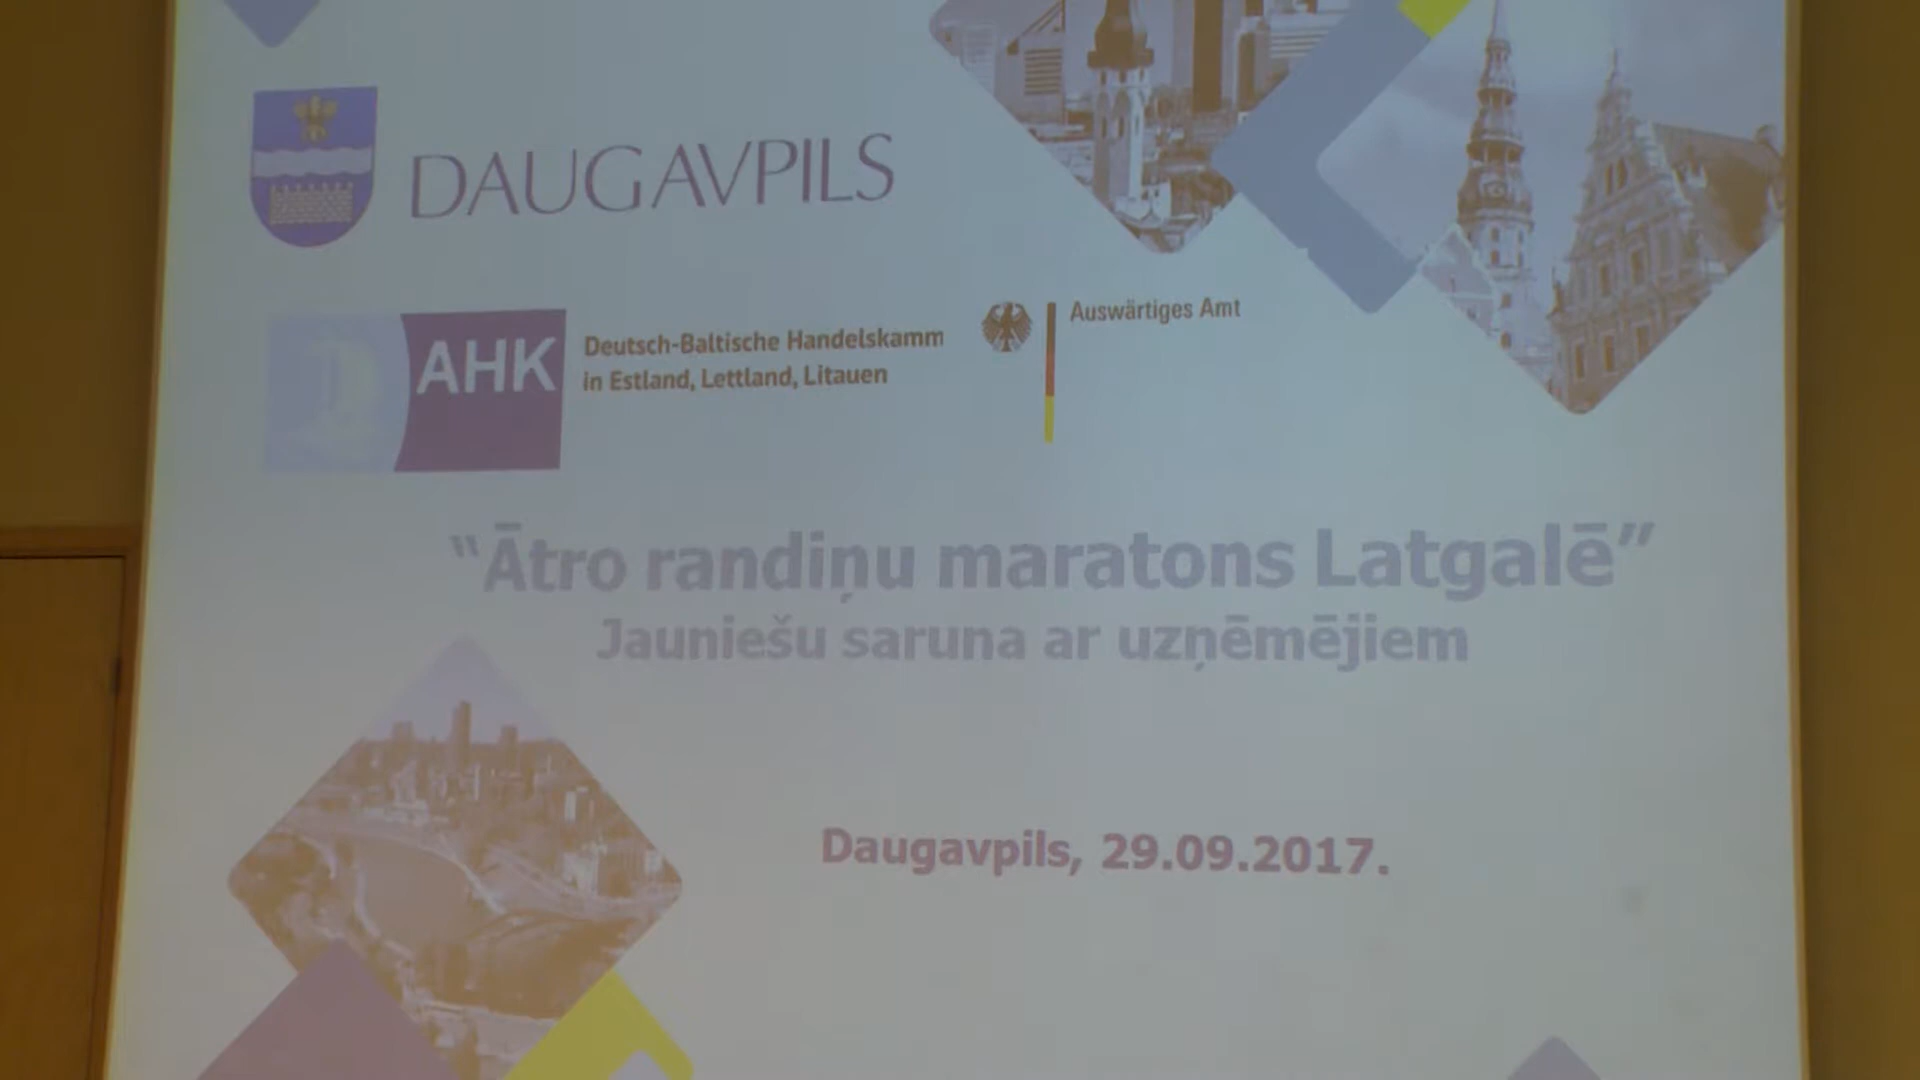 DAUGAVPILS
AHK
Deutsch-Baltische Handelskamm
in Estland, Lettland, Litauen
Auswärtiges Amt
“Ātro randiņu maratons Latgalē”
Jauniešu saruna ar uzņēmējiem
Daugavpils, 29.09.2017.